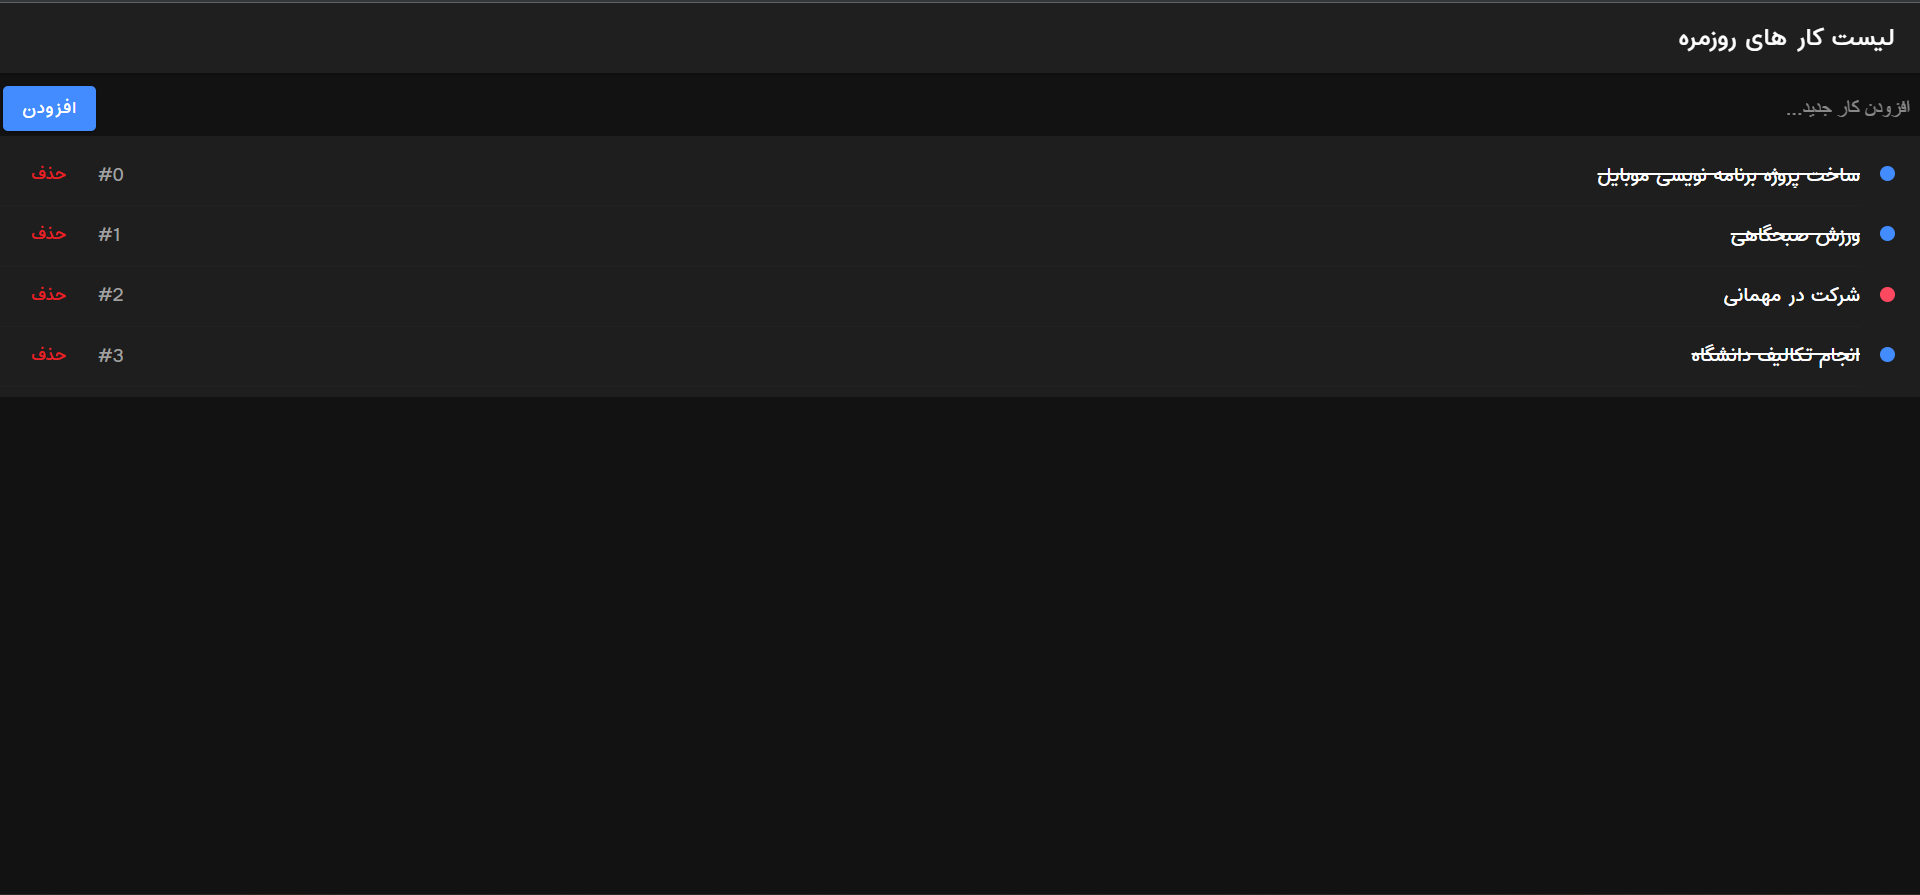 لیست کار های روزمره
افزودن کار جدید... افزودن
ساخت پروژه برنامه نویسی موبایل #0 حذف
ورزش صبحگاهی #1 حذف
شرکت در مهمانی #2 حذف
انجام تکالیف دانشگاه #3 حذف